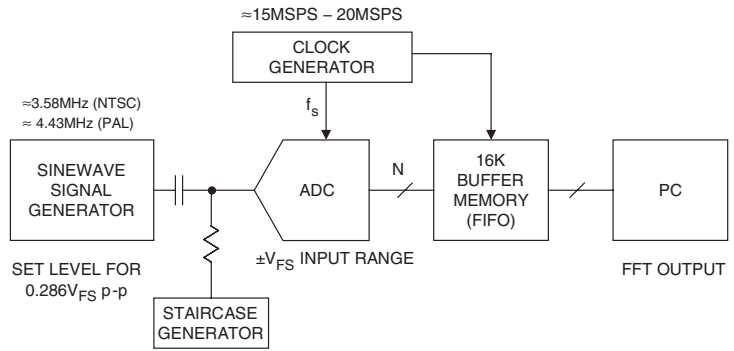 ≈15MSPS – 20MSPS
CLOCK
GENERATOR
≈3.58MHz (NTSC)
≈ 4.43MHz (PAL)
fs
SINEWAVE
SIGNAL
GENERATOR
ADC
N
16K
BUFFER
MEMORY
(FIFO)
PC
±VFS INPUT RANGE
SET LEVEL FOR
0.286VFS p-p
FFT OUTPUT
STAIRCASE
GENERATOR